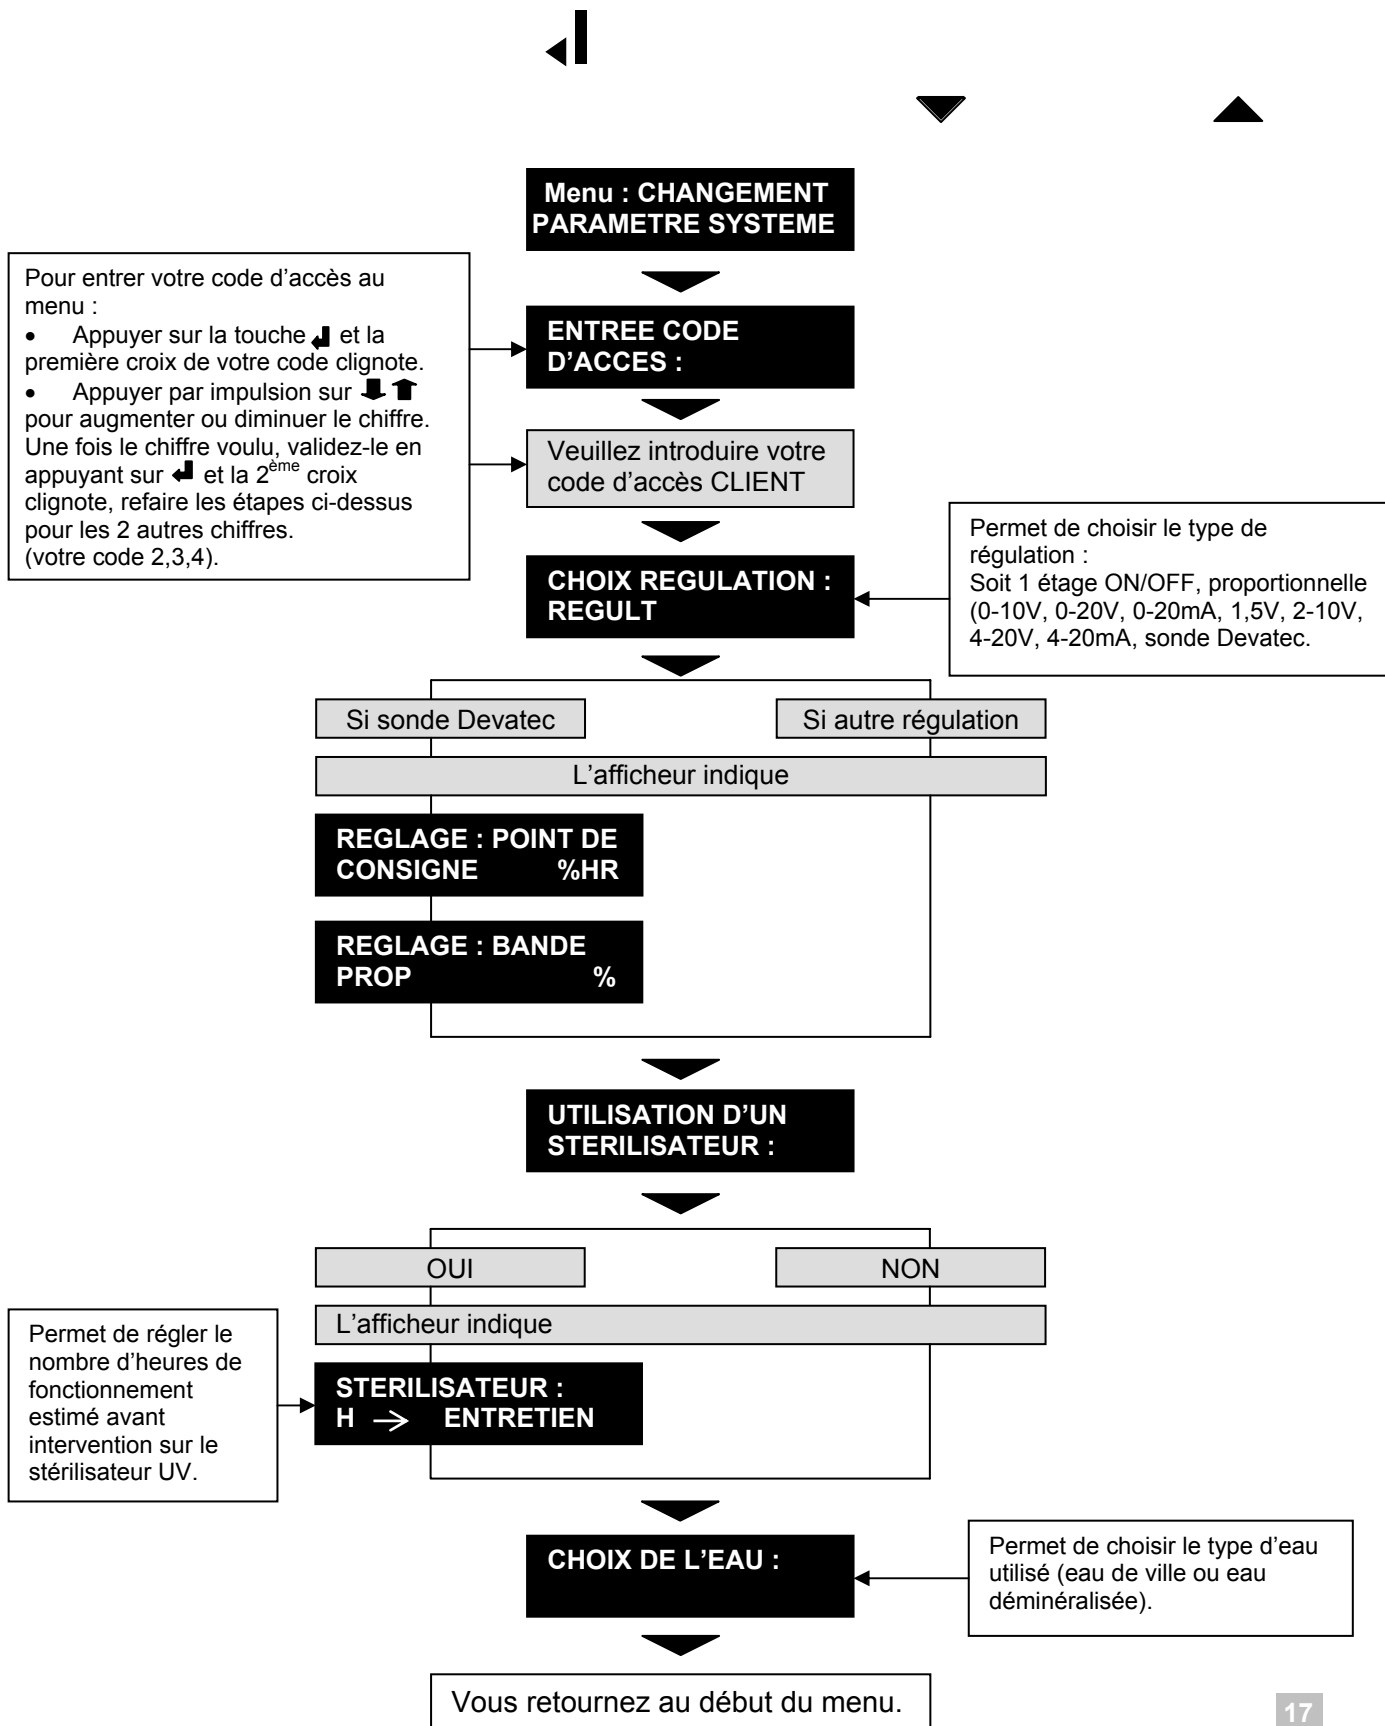 Menu : CHANGEMENT
PARAMETRE SYSTEME
Pour entrer votre code d’accès au
menu :
• Appuyer sur la touche et la
première croix de votre code clignote.
• Appuyer par impulsion sur
pour augmenter ou diminuer le chiffre.
Une fois le chiffre voulu, validez-le en
appuyant sur et la 2ème croix
clignote, refaire les étapes ci-dessus
pour les 2 autres chiffres.
(votre code 2,3,4).
ENTREE CODE
D’ACCES :
Veuillez introduire votre
code d’accès CLIENT
CHOIX REGULATION :
REGULT
Permet de choisir le type de
régulation :
Soit 1 étage ON/OFF, proportionnelle
(0-10V, 0-20V, 0-20mA, 1,5V, 2-10V,
4-20V, 4-20mA, sonde Devatec.
Si sonde Devatec
Si autre régulation
L’afficheur indique
REGLAGE : POINT DE
CONSIGNE %HR
REGLAGE : BANDE
PROP %
UTILISATION D’UN
STERILISATEUR :
OUI
NON
L’afficheur indique
Permet de régler le
nombre d’heures de
fonctionnement
estimé avant
intervention sur le
stérilisateur UV.
STERILISATEUR :
H → ENTRETIEN
CHOIX DE L’EAU :
Permet de choisir le type d’eau
utilisé (eau de ville ou eau
déminéralisée).
Vous retournez au début du menu.
17